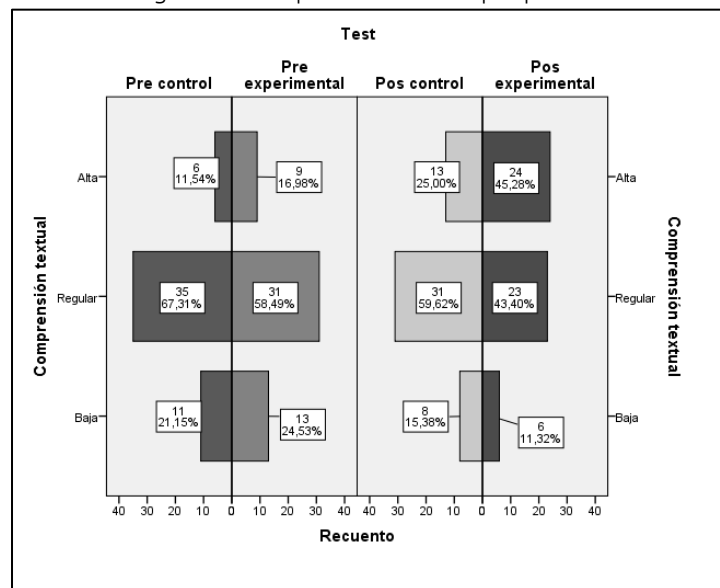 Test
Pre control
Pre
experimental
Pos control
Pos
experimental
Comprensión textual
Alta
Regular
Baja
6
11,54%
9
16,98%
13
25,00%
24
45,28%
35
67,31%
31
58,49%
31
59,62%
23
43,40%
11
21,15%
13
24,53%
8
15,38%
6
11,32%
Alta
Regular
Baja
Comprensión textual
40 30 20 10 0 10 20 30 40 40 30 20 10 0 10 20 30 40
Recuento